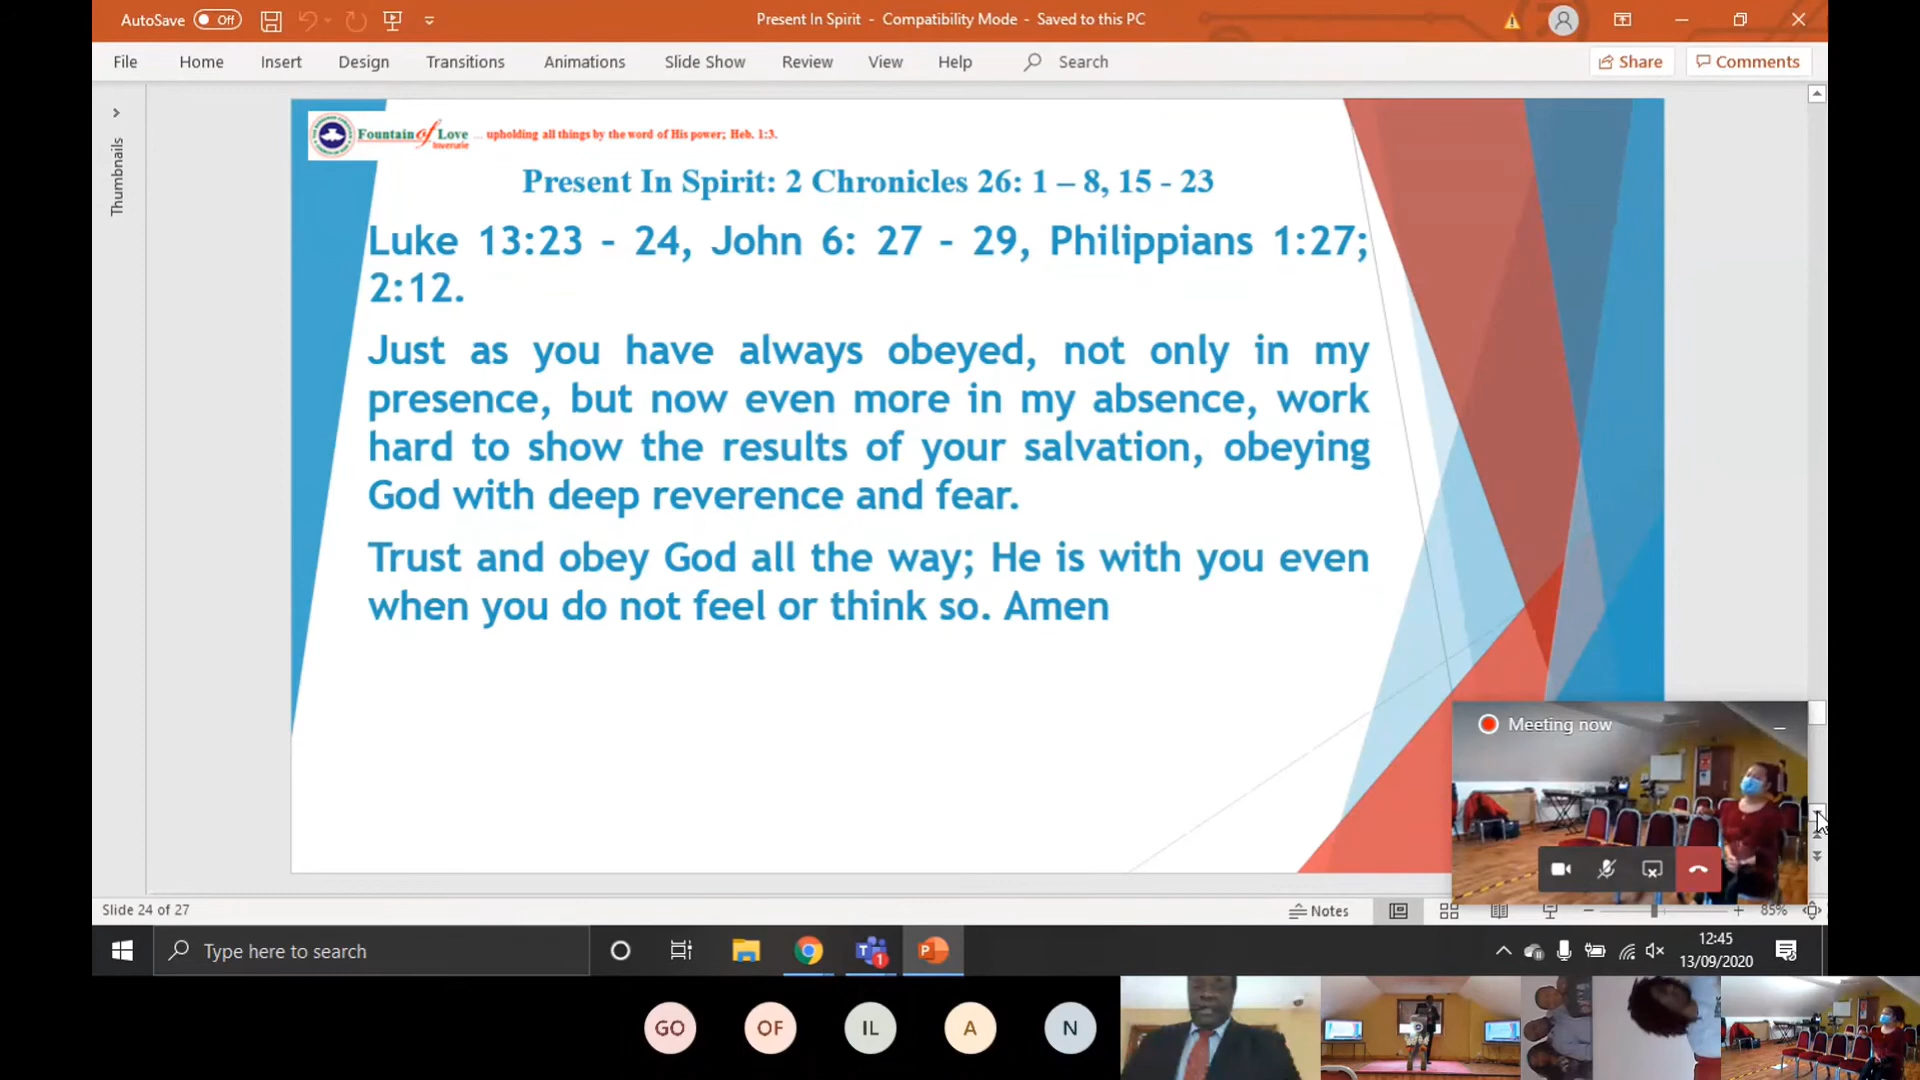 AutoSave Off
Present In Spirit - Compatibility Mode - Saved to this PC
File Home Insert Design Transitions Animations Slide Show Review View Help Search Share Comments
Thumbnails
Fountain of Love ... upholding all things by the word of His power; Heb. 1:3.
Inverurie
Present In Spirit: 2 Chronicles 26: 1 – 8, 15 - 23
Luke 13:23 – 24, John 6: 27 – 29, Philippians 1:27;
2:12.
Just as you have always obeyed, not only in my
presence, but now even more in my absence, work
hard to show the results of your salvation, obeying
God with deep reverence and fear.
Trust and obey God all the way; He is with you even
when you do not feel or think so. Amen
Meeting now
Slide 24 of 27
Notes
85%
Type here to search
1
12:45
13/09/2020
GO OF IL A N